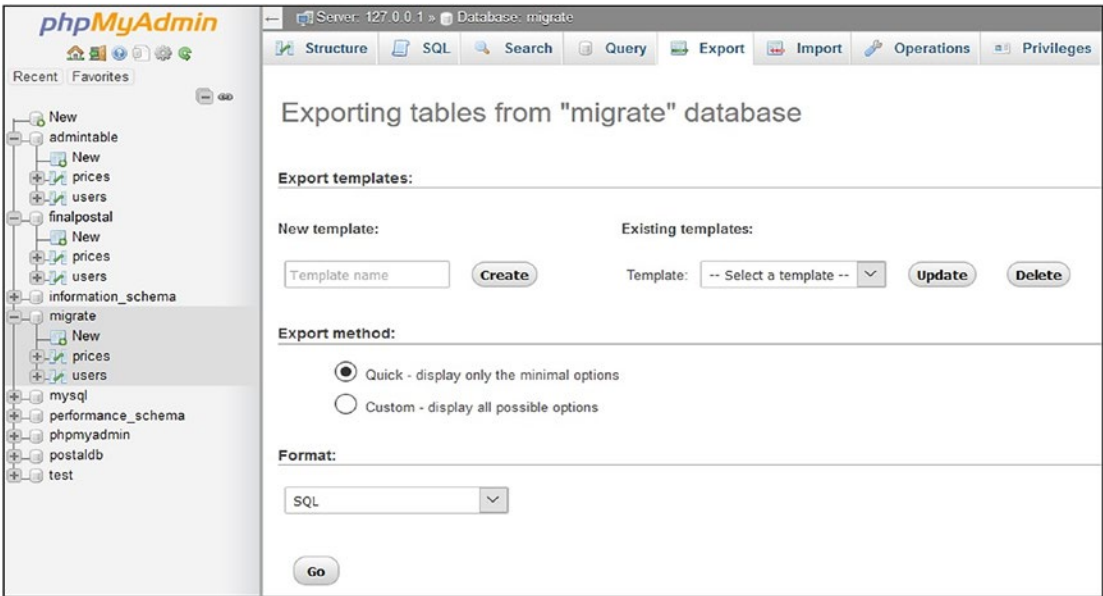 phpMyAdmin
Recent Favorites
New
admintable
New
prices
users
finalpostal
New
prices
users
information_schema
migrate
New
prices
users
mysql
performance_schema
phpmyadmin
postaldb
test
← Server: 127.0.0.1 » Database: migrate
Structure SQL Search Query Export Import Operations Privileges
Exporting tables from "migrate" database
Export templates:
New template: Existing templates:
Template name Create Template: -- Select a template -- Update Delete
Export method:
Quick - display only the minimal options
Custom - display all possible options
Format:
SQL
Go